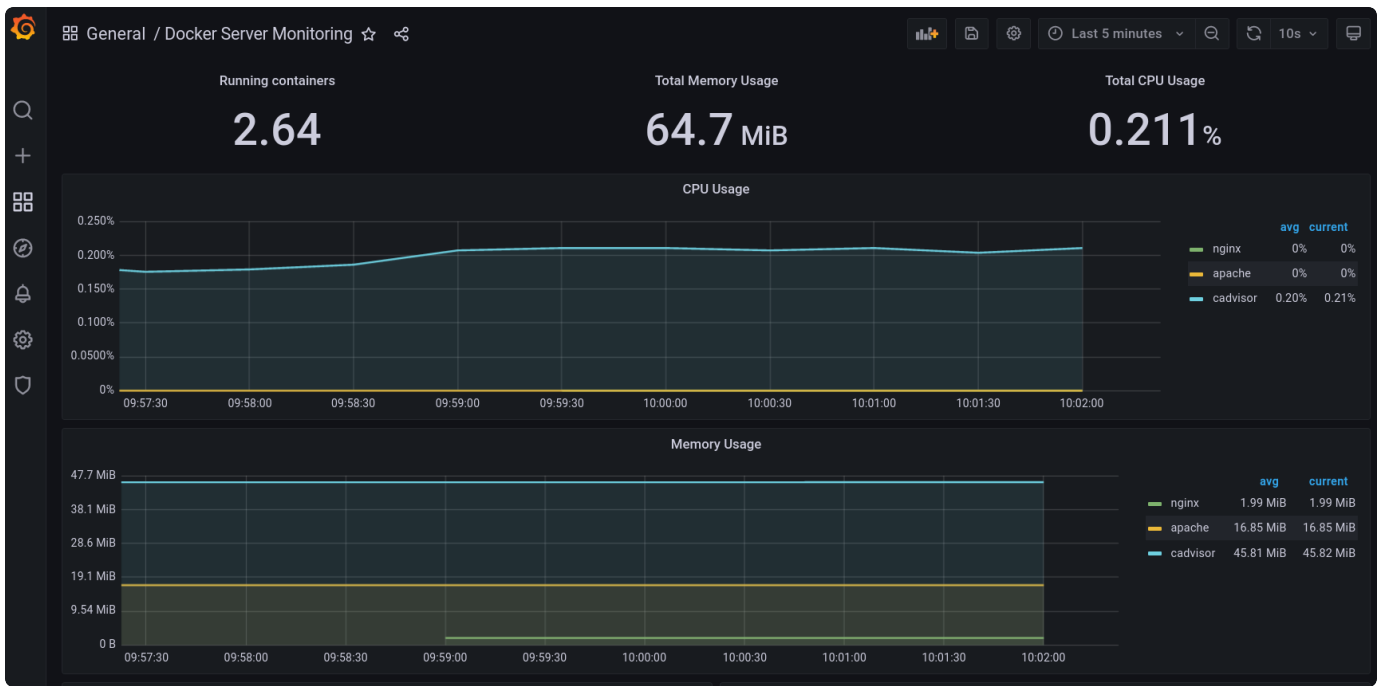 General / Docker Server Monitoring
Last 5 minutes
10s
Running containers
2.64
Total Memory Usage
64.7 MiB
Total CPU Usage
0.211%
CPU Usage
0.250%
0.200%
0.150%
0.100%
0.0500%
0%
09:57:30 09:58:00 09:58:30 09:59:00 09:59:30 10:00:00 10:00:30 10:01:00 10:01:30 10:02:00
avg current
nginx 0% 0%
apache 0% 0%
cadvisor 0.20% 0.21%
Memory Usage
47.7 MiB
38.1 MiB
28.6 MiB
19.1 MiB
9.54 MiB
0 B
09:57:30 09:58:00 09:58:30 09:59:00 09:59:30 10:00:00 10:00:30 10:01:00 10:01:30 10:02:00
avg current
nginx 1.99 MiB 1.99 MiB
apache 16.85 MiB 16.85 MiB
cadvisor 45.81 MiB 45.82 MiB